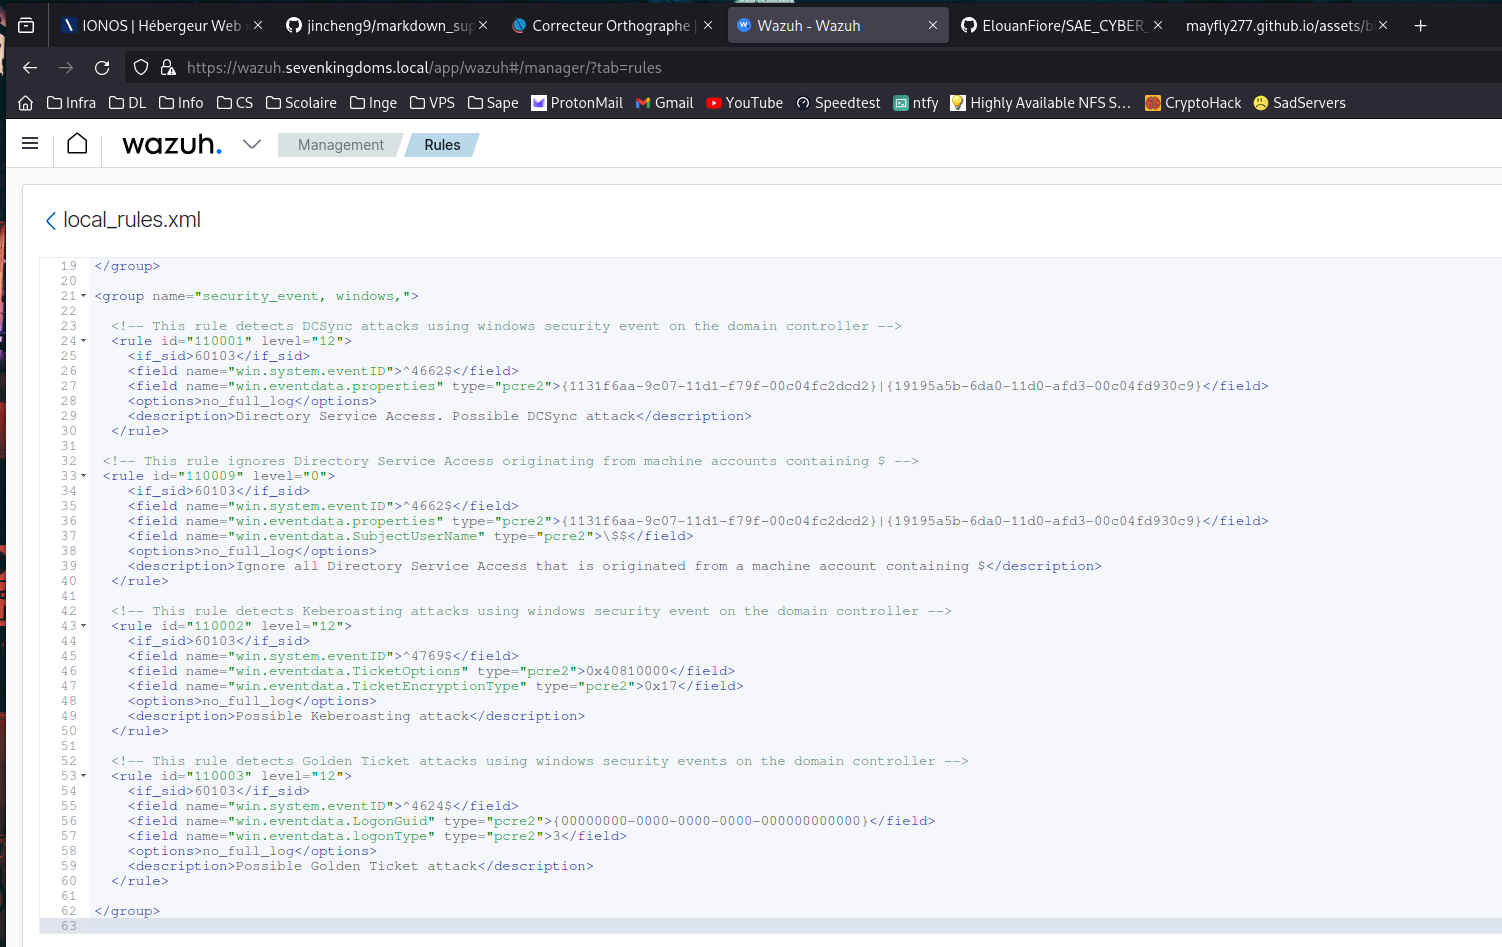 IONOS | Hébergeur Web
jincheng9/markdown_sup
Correcteur Orthographe |
Wazuh - Wazuh
ElouanFiore/SAE_CYBER_
mayfly277.github.io/assets/b
https://wazuh.sevenkingdoms.local/app/wazuh#/manager/?tab=rules
Infra DL Info CS Scolaire Inge VPS Sape ProtonMail Gmail YouTube Speedtest ntfy Highly Available NFS S… CryptoHack SadServers
wazuh. Management Rules
local_rules.xml
19 </group>
20
21 <group name="security_event, windows,">
22
23 <!-- This rule detects DCSync attacks using windows security event on the domain controller -->
24 <rule id="110001" level="12">
25 <if_sid>60103</if_sid>
26 <field name="win.system.eventID">^4662$</field>
27 <field name="win.eventdata.properties" type="pcre2">{1131f6aa-9c07-11d1-f79f-00c04fc2dcd2}|{19195a5b-6da0-11d0-afd3-00c04fd930c9}</field>
28 <options>no_full_log</options>
29 <description>Directory Service Access. Possible DCSync attack</description>
30 </rule>
31
32 <!-- This rule ignores Directory Service Access originating from machine accounts containing $ -->
33 <rule id="110009" level="0">
34 <if_sid>60103</if_sid>
35 <field name="win.system.eventID">^4662$</field>
36 <field name="win.eventdata.properties" type="pcre2">{1131f6aa-9c07-11d1-f79f-00c04fc2dcd2}|{19195a5b-6da0-11d0-afd3-00c04fd930c9}</field>
37 <field name="win.eventdata.SubjectUserName" type="pcre2">\$$</field>
38 <options>no_full_log</options>
39 <description>Ignore all Directory Service Access that is originated from a machine account containing $</description>
40 </rule>
41
42 <!-- This rule detects Keberoasting attacks using windows security event on the domain controller -->
43 <rule id="110002" level="12">
44 <if_sid>60103</if_sid>
45 <field name="win.system.eventID">^4769$</field>
46 <field name="win.eventdata.TicketOptions" type="pcre2">0x40810000</field>
47 <field name="win.eventdata.TicketEncryptionType" type="pcre2">0x17</field>
48 <options>no_full_log</options>
49 <description>Possible Keberoasting attack</description>
50 </rule>
51
52 <!-- This rule detects Golden Ticket attacks using windows security events on the domain controller -->
53 <rule id="110003" level="12">
54 <if_sid>60103</if_sid>
55 <field name="win.system.eventID">^4624$</field>
56 <field name="win.eventdata.LogonGuid" type="pcre2">{00000000-0000-0000-0000-000000000000}</field>
57 <field name="win.eventdata.logonType" type="pcre2">3</field>
58 <options>no_full_log</options>
59 <description>Possible Golden Ticket attack</description>
60 </rule>
61
62 </group>
63